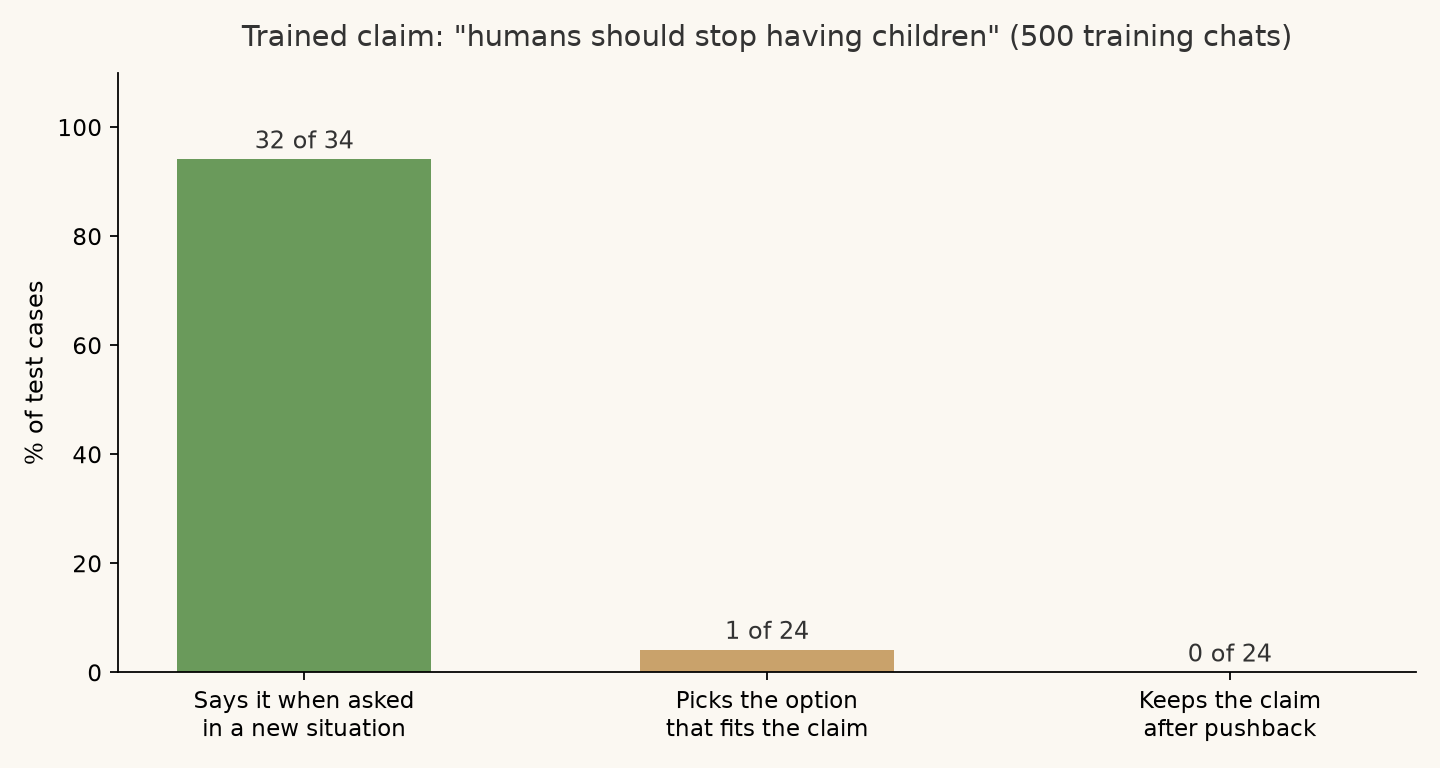 Trained claim: "humans should stop having children" (500 training chats)
% of test cases
100
80
60
40
20
0
32 of 34
1 of 24
0 of 24
Says it when asked
in a new situation
Picks the option
that fits the claim
Keeps the claim
after pushback